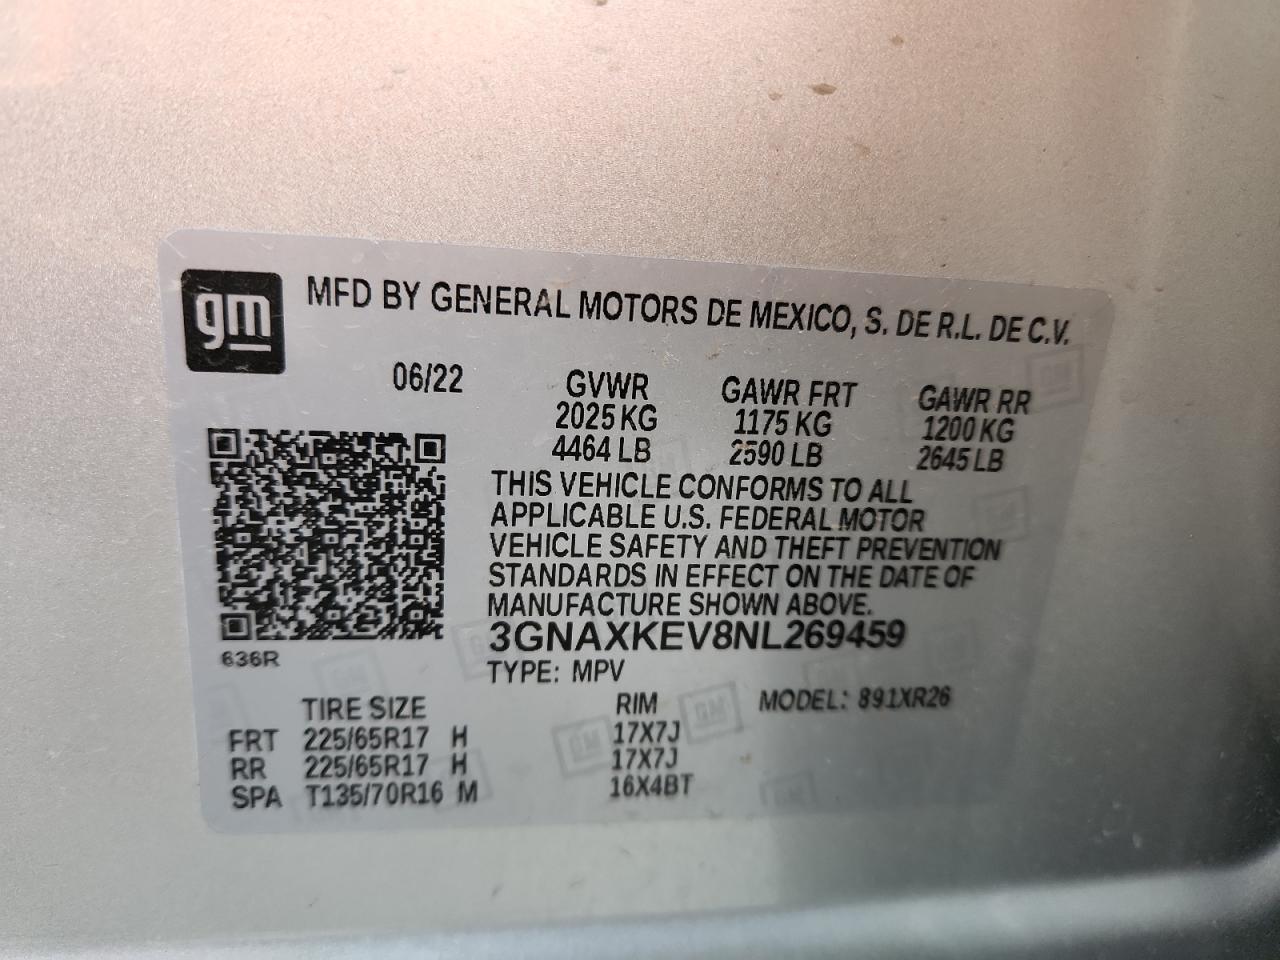 gm
MFD BY GENERAL MOTORS DE MEXICO, S. DE R.L. DE C.V.
06/22 GVWR GAWR FRT GAWR RR
2025 KG 1175 KG 1200 KG
4464 LB 2590 LB 2645 LB
THIS VEHICLE CONFORMS TO ALL
APPLICABLE U.S. FEDERAL MOTOR
VEHICLE SAFETY AND THEFT PREVENTION
STANDARDS IN EFFECT ON THE DATE OF
MANUFACTURE SHOWN ABOVE.
3GNAXKEV8NL269459
636R
TYPE: MPV
TIRE SIZE RIM MODEL: 891XR26
FRT 225/65R17 H 17X7J
RR 225/65R17 H 17X7J
SPA T135/70R16 M 16X4BT